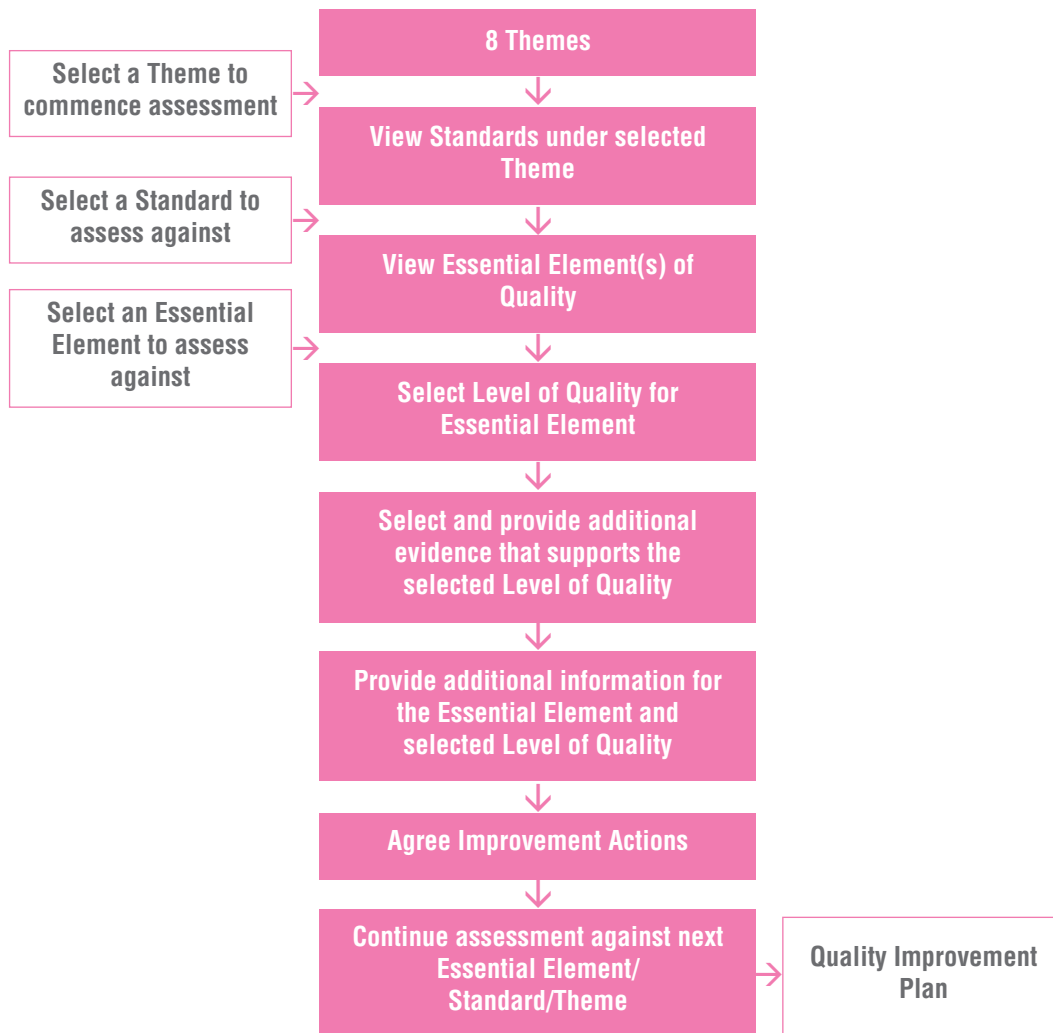 8 Themes
Select a Theme to
commence assessment
View Standards under selected
Theme
Select a Standard to
assess against
View Essential Element(s) of
Quality
Select an Essential
Element to assess
against
Select Level of Quality for
Essential Element
Select and provide additional
evidence that supports the
selected Level of Quality
Provide additional information for
the Essential Element and
selected Level of Quality
Agree Improvement Actions
Continue assessment against next
Essential Element/
Standard/Theme
Quality Improvement
Plan